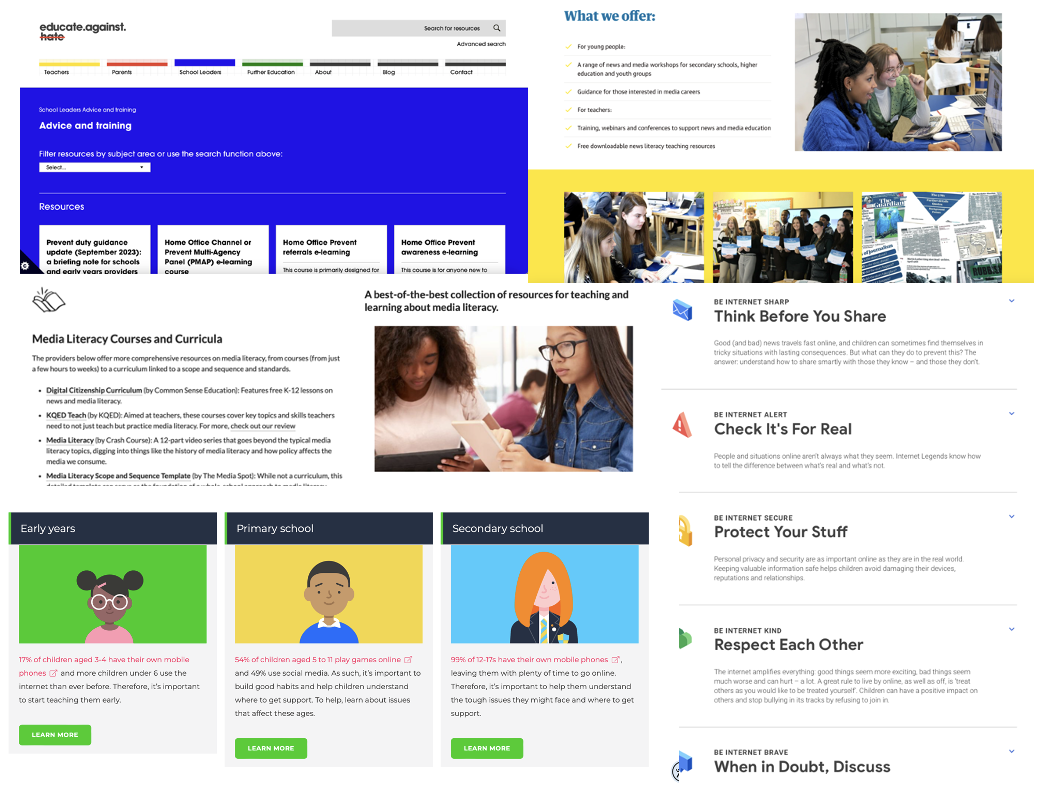 educate.against.
hate
Search for resources
Advanced search
Teachers
Parents
School Leaders
Further Education
About
Blog
Contact
School Leaders Advice and training
Advice and training
Filter resources by subject area or use the search function above:
Select...
Resources
Prevent duty guidance
update (September 2023):
a briefing note for schools
and early years providers
Home Office Channel or
Prevent Multi-Agency
Panel (PMAP) e-learning
course
Home Office Prevent
referrals e-learning
This course is primarily designed for
Home Office Prevent
awareness e-learning
This course is for anyone new to
What we offer:
For young people:
A range of news and media workshops for secondary schools, higher
education and youth groups
Guidance for those interested in media careers
For teachers:
Training, webinars and conferences to support news and media education
Free downloadable news literacy teaching resources
The Guardian
Media Literacy Courses and Curricula
The providers below offer more comprehensive resources on media literacy, from courses (from just
a few hours to weeks) to a curriculum linked to a scope and sequence and standards.
Digital Citizenship Curriculum (by Common Sense Education): Features free K-12 lessons on
news and media literacy.
KQED Teach (by KQED): Aimed at teachers, these courses cover key topics and skills teachers
need to not just teach but practice media literacy. For more, check out our review
Media Literacy (by Crash Course): A 12-part video series that goes beyond the typical media
literacy topics, digging into things like the history of media literacy and how policy affects the
media we consume.
Media Literacy Scope and Sequence Template (by The Media Spot): While not a curriculum, this
A best-of-the-best collection of resources for teaching and
learning about media literacy.
BE INTERNET SHARP
Think Before You Share
Good (and bad) news travels fast online, and children can sometimes find themselves in
tricky situations with lasting consequences. But what can they do to prevent this? The
answer: understand how to share smartly with those they know – and those they don't.
BE INTERNET ALERT
Check It's For Real
People and situations online aren't always what they seem. Internet Legends know how
to tell the difference between what's real and what's not.
BE INTERNET SECURE
Protect Your Stuff
Personal privacy and security are as important online as they are in the real world.
Keeping valuable information safe helps children avoid damaging their devices,
reputations and relationships.
BE INTERNET KIND
Respect Each Other
The internet amplifies everything: good things seem more exciting, bad things seem
much worse and can hurt – a lot. A great rule to live by online, as well as off, is 'treat
others as you would like to be treated yourself'. Children can have a positive impact on
others and stop bullying in its tracks by refusing to join in.
BE INTERNET BRAVE
When in Doubt, Discuss
Early years
17% of children aged 3-4 have their own mobile
phones and more children under 6 use the
internet than ever before. Therefore, it's important
to start teaching them early.
LEARN MORE
Primary school
54% of children aged 5 to 11 play games online
and 49% use social media. As such, it's important to
build good habits and help children understand
where to get support. To help, learn about issues
that affect these ages.
LEARN MORE
Secondary school
99% of 12-17s have their own mobile phones ,
leaving them with plenty of time to go online.
Therefore, it's important to help them understand
the tough issues they might face and where to get
support.
LEARN MORE